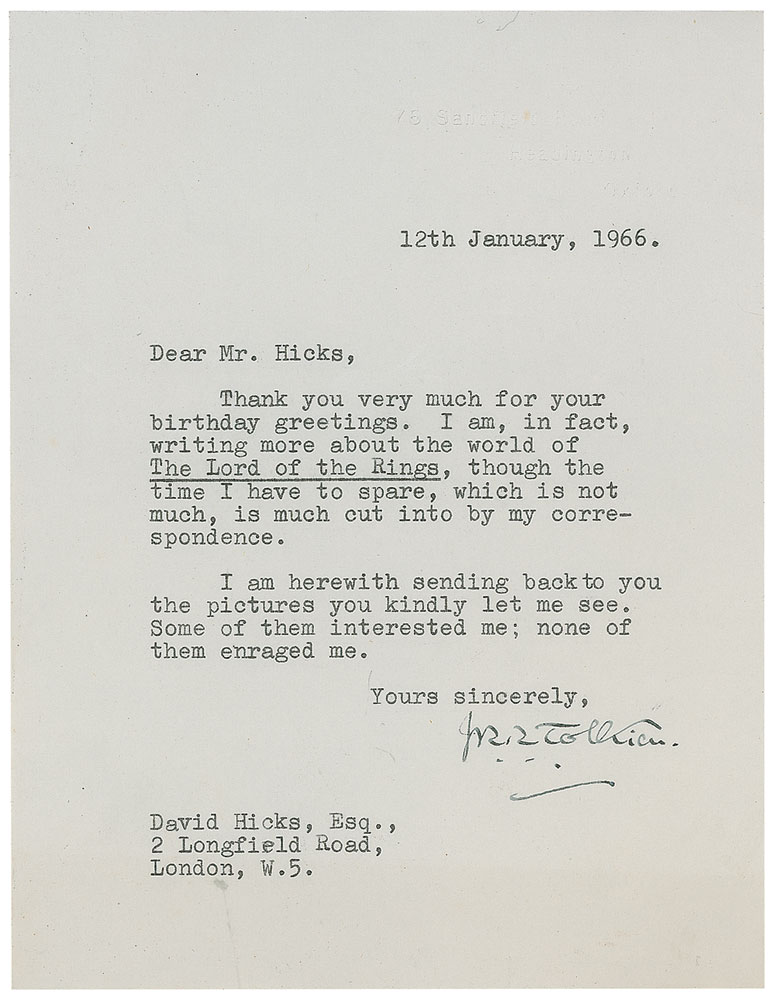 12th January, 1966.
Dear Mr. Hicks,
Thank you very much for your
birthday greetings. I am, in fact,
writing more about the world of
The Lord of the Rings, though the
time I have to spare, which is not
much, is much cut into by my corre-
spondence.
I am herewith sending back to you
the pictures you kindly let me see.
Some of them interested me; none of
them enraged me.
Yours sincerely,
JRR Tolkien.
David Hicks, Esq.,
2 Longfield Road,
London, W.5.